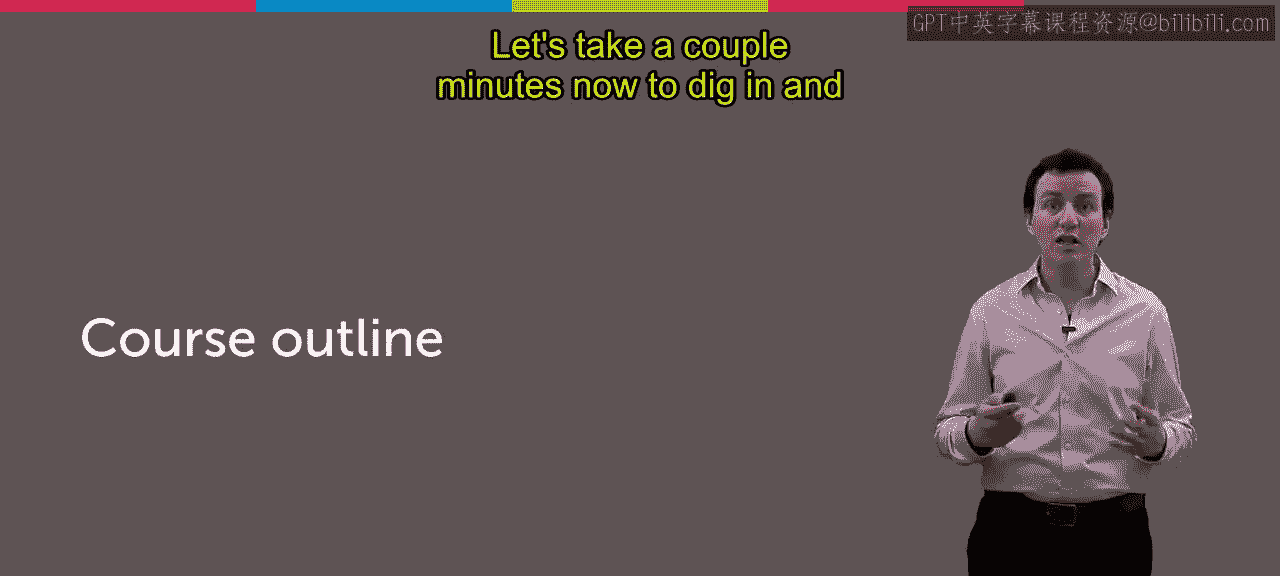 GPT中英字幕课程资源@bilibili.com
Let's take a couple
minutes now to dig in and
Course outline